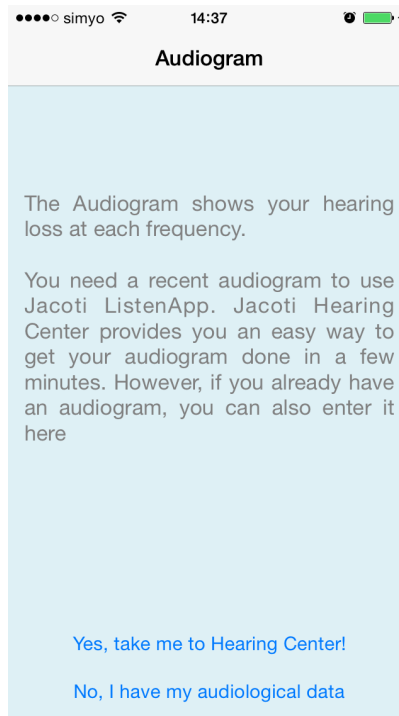 simyo 14:37
Audiogram
The Audiogram shows your hearing
loss at each frequency.
You need a recent audiogram to use
Jacoti ListenApp. Jacoti Hearing
Center provides you an easy way to
get your audiogram done in a few
minutes. However, if you already have
an audiogram, you can also enter it
here
Yes, take me to Hearing Center!
No, I have my audiological data